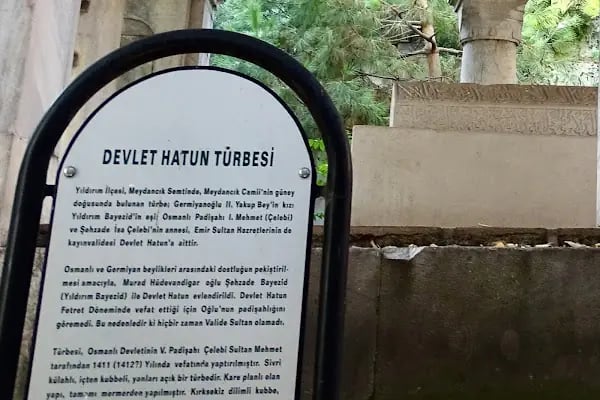 DEVLET HATUN TÜRBESİ
Yıldırım İlçesi, Meydancık Semtinde, Meydancık Camii'nin güney
doğusunda bulunan türbe; Germiyanoğlu II. Yakup Bey'in kızı
Yıldırım Bayezid'in eşi, Osmanlı Padişahı I. Mehmet (Çelebi)
ve Şehzade İsa Çelebi'nin annesi, Emir Sultan Hazretlerinin de
kayınvalidesi Devlet Hatun'a aittir.
Osmanlı ve Germiyan beylikleri arasındaki dostluğun pekiştiril-
mesi amacıyla, Murad Hüdevandigar oğlu Şehzade Bayezid
(Yıldırım Bayezid) ile Devlet Hatun evlendirildi. Devlet Hatun
Fetret Döneminde vefat ettiği için Oğlu'nun padişahlığını
göremedi. Bu nedenledir ki hiçbir zaman Valide Sultan olamadı.
Türbesi, Osmanlı Devletinin V. Padişahı Çelebi Sultan Mehmet
tarafından 1411 (1412?) Yılında vefatında yaptırılmıştır. Sivri
külahlı, içten kubbeli, yanları açık bir türbedir. Kare planlı olan
yapı, tamamı mermerden yapılmıştır. Kırksekiz dilimli kubbe,